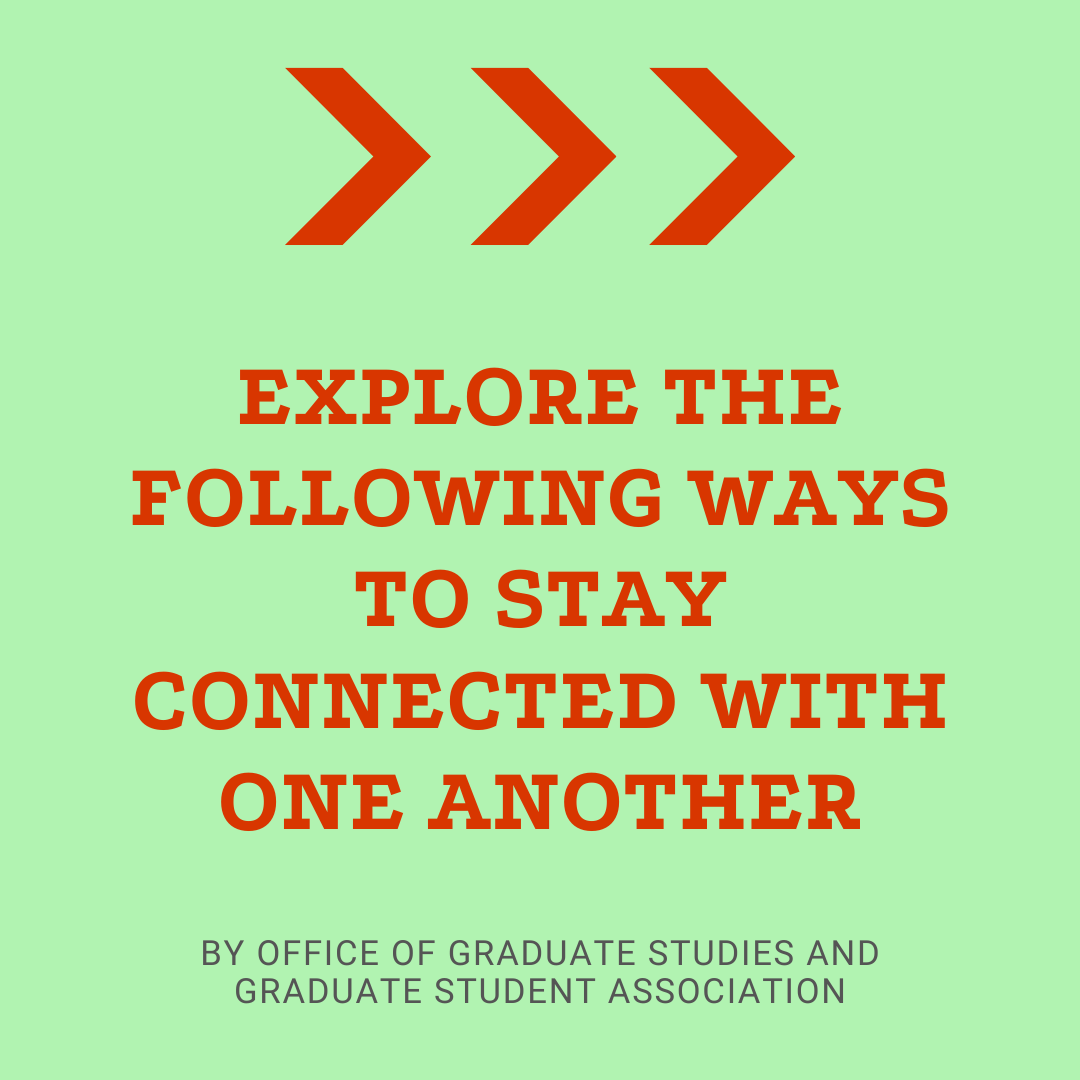 EXPLORE THE
FOLLOWING WAYS
TO STAY
CONNECTED WITH
ONE ANOTHER
BY OFFICE OF GRADUATE STUDIES AND
GRADUATE STUDENT ASSOCIATION